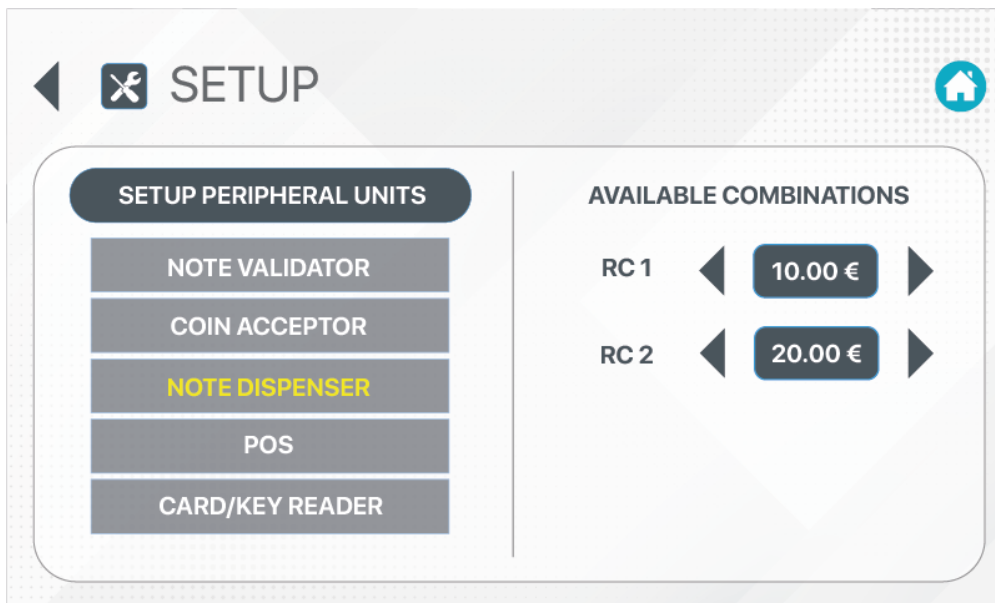 SETUP
SETUP PERIPHERAL UNITS
NOTE VALIDATOR
COIN ACCEPTOR
NOTE DISPENSER
POS
CARD/KEY READER
AVAILABLE COMBINATIONS
RC 1
10.00 €
RC 2
20.00 €